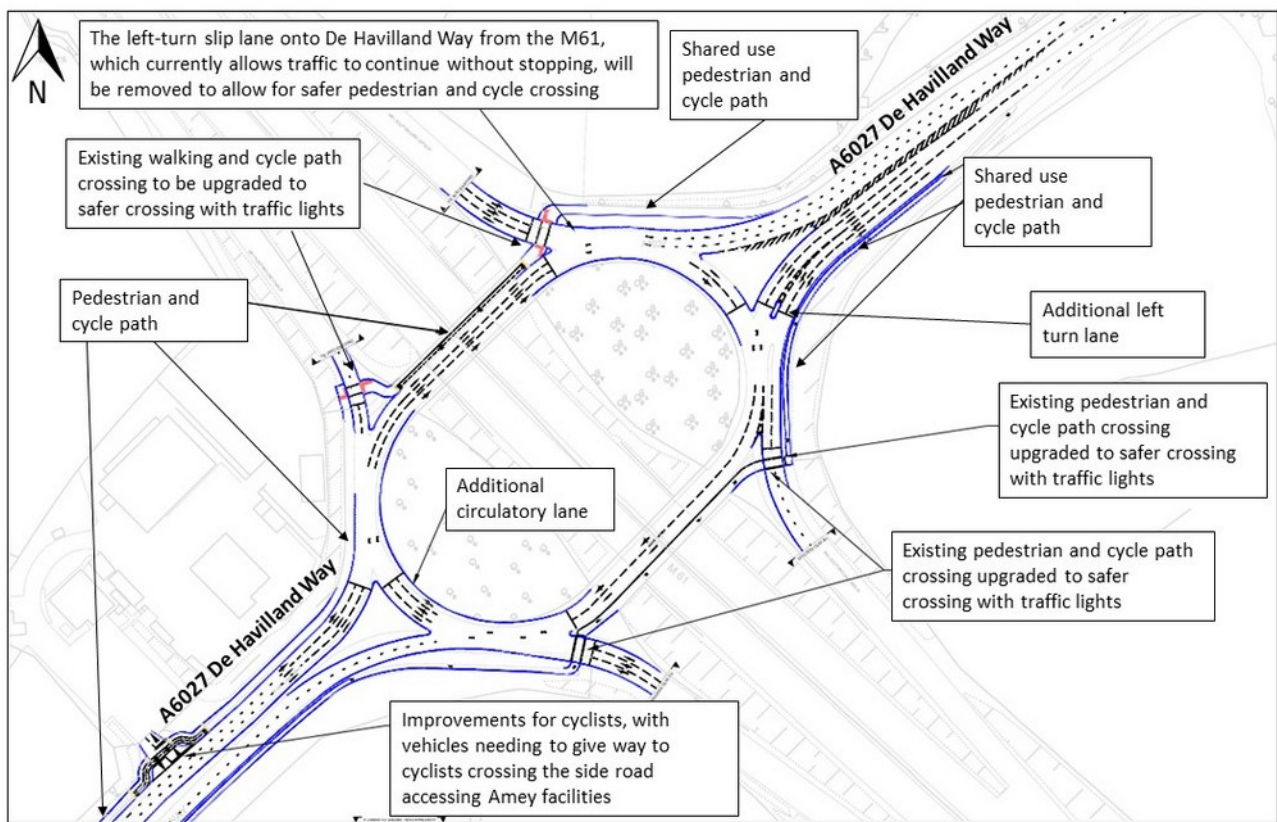 The left-turn slip lane onto De Havilland Way from the M61,
which currently allows traffic to continue without stopping, will
be removed to allow for safer pedestrian and cycle crossing
Shared use
pedestrian and
cycle path
A6027 De Havilland Way
N
Existing walking and cycle path
crossing to be upgraded to
safer crossing with traffic lights
Shared use
pedestrian and
cycle path
Pedestrian and
cycle path
Additional left
turn lane
Existing pedestrian and
cycle path crossing
upgraded to safer crossing
with traffic lights
Additional
circulatory lane
M 61
Existing pedestrian and cycle path
crossing upgraded to safer
crossing with traffic lights
A6027 De Havilland Way
Improvements for cyclists, with
vehicles needing to give way to
cyclists crossing the side road
accessing Amey facilities